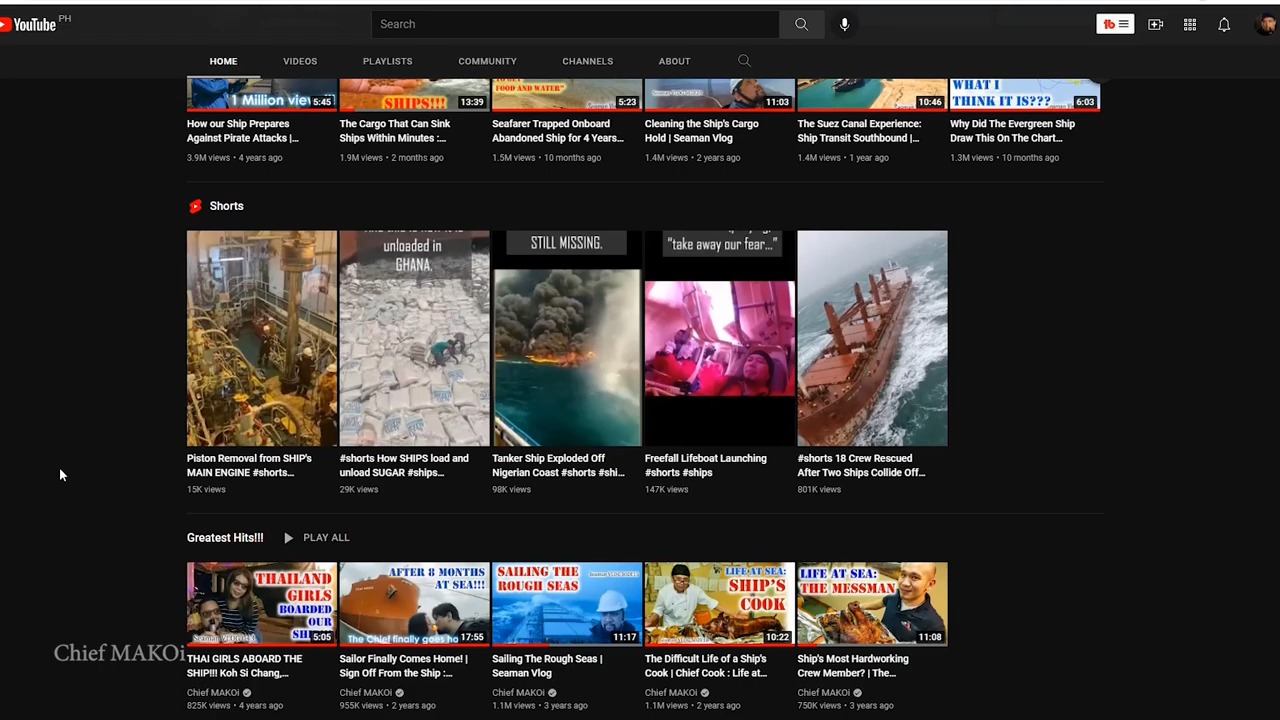 YouTube PH
Search
HOME VIDEOS PLAYLISTS COMMUNITY CHANNELS ABOUT
1 Million view 5:45
SHIPS!!! 13:39
FOOD AND WATER" 5:23
11:03
10:46
WHAT I
THINK IT IS??? 6:03
How our Ship Prepares
Against Pirate Attacks |...
3.9M views • 4 years ago
The Cargo That Can Sink
Ships Within Minutes :...
1.9M views • 2 months ago
Seafarer Trapped Onboard
Abandoned Ship for 4 Years...
1.5M views • 10 months ago
Cleaning the Ship's Cargo
Hold | Seaman Vlog
1.4M views • 2 years ago
The Suez Canal Experience:
Ship Transit Southbound |...
1.4M views • 1 year ago
Why Did The Evergreen Ship
Draw This On The Chart...
1.3M views • 10 months ago
Shorts
unloaded in
GHANA.
STILL MISSING.
"take away our fear..."
Piston Removal from SHIP's
MAIN ENGINE #shorts...
15K views
#shorts How SHIPS load and
unload SUGAR #ships...
29K views
Tanker Ship Exploded Off
Nigerian Coast #shorts #shi...
98K views
Freefall Lifeboat Launching
#shorts #ships
147K views
#shorts 18 Crew Rescued
After Two Ships Collide Off...
801K views
Greatest Hits!!! PLAY ALL
THAILAND
GIRLS
BOARDED
OUR
SH
5:05
AFTER 8 MONTHS
AT SEA!!!
The Chief finally goes ho
17:55
SAILING THE
ROUGH SEAS
11:17
LIFE AT SEA:
SHIP'S
COOK
10:22
LIFE AT SEA:
THE MESSMAN
11:08
Chief MAKOi
THAI GIRLS ABOARD THE
SHIP!!! Koh Si Chang,...
Chief MAKOi
825K views • 4 years ago
Sailor Finally Comes Home! |
Sign Off From the Ship :...
Chief MAKOi
955K views • 2 years ago
Sailing The Rough Seas |
Seaman Vlog
Chief MAKOi
1.1M views • 3 years ago
The Difficult Life of a Ship's
Cook | Chief Cook : Life at...
Chief MAKOi
1.1M views • 2 years ago
Ship's Most Hardworking
Crew Member? | The...
Chief MAKOi
750K views • 3 years ago